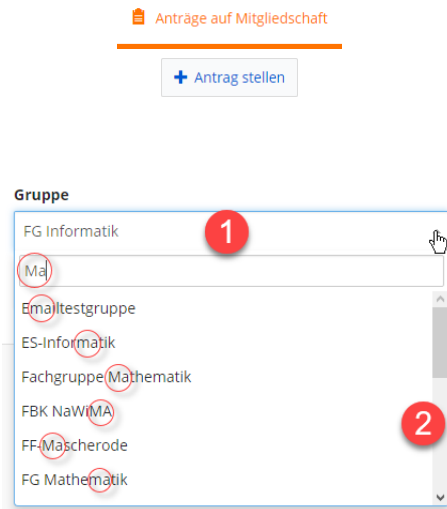 Anträge auf Mitgliedschaft
+ Antrag stellen
Gruppe
FG Informatik
1
Ma
Emailtestgruppe
ES-Informatik
Fachgruppe Mathematik
FBK NaWiMA
2
FF-Mascherode
FG Mathematik